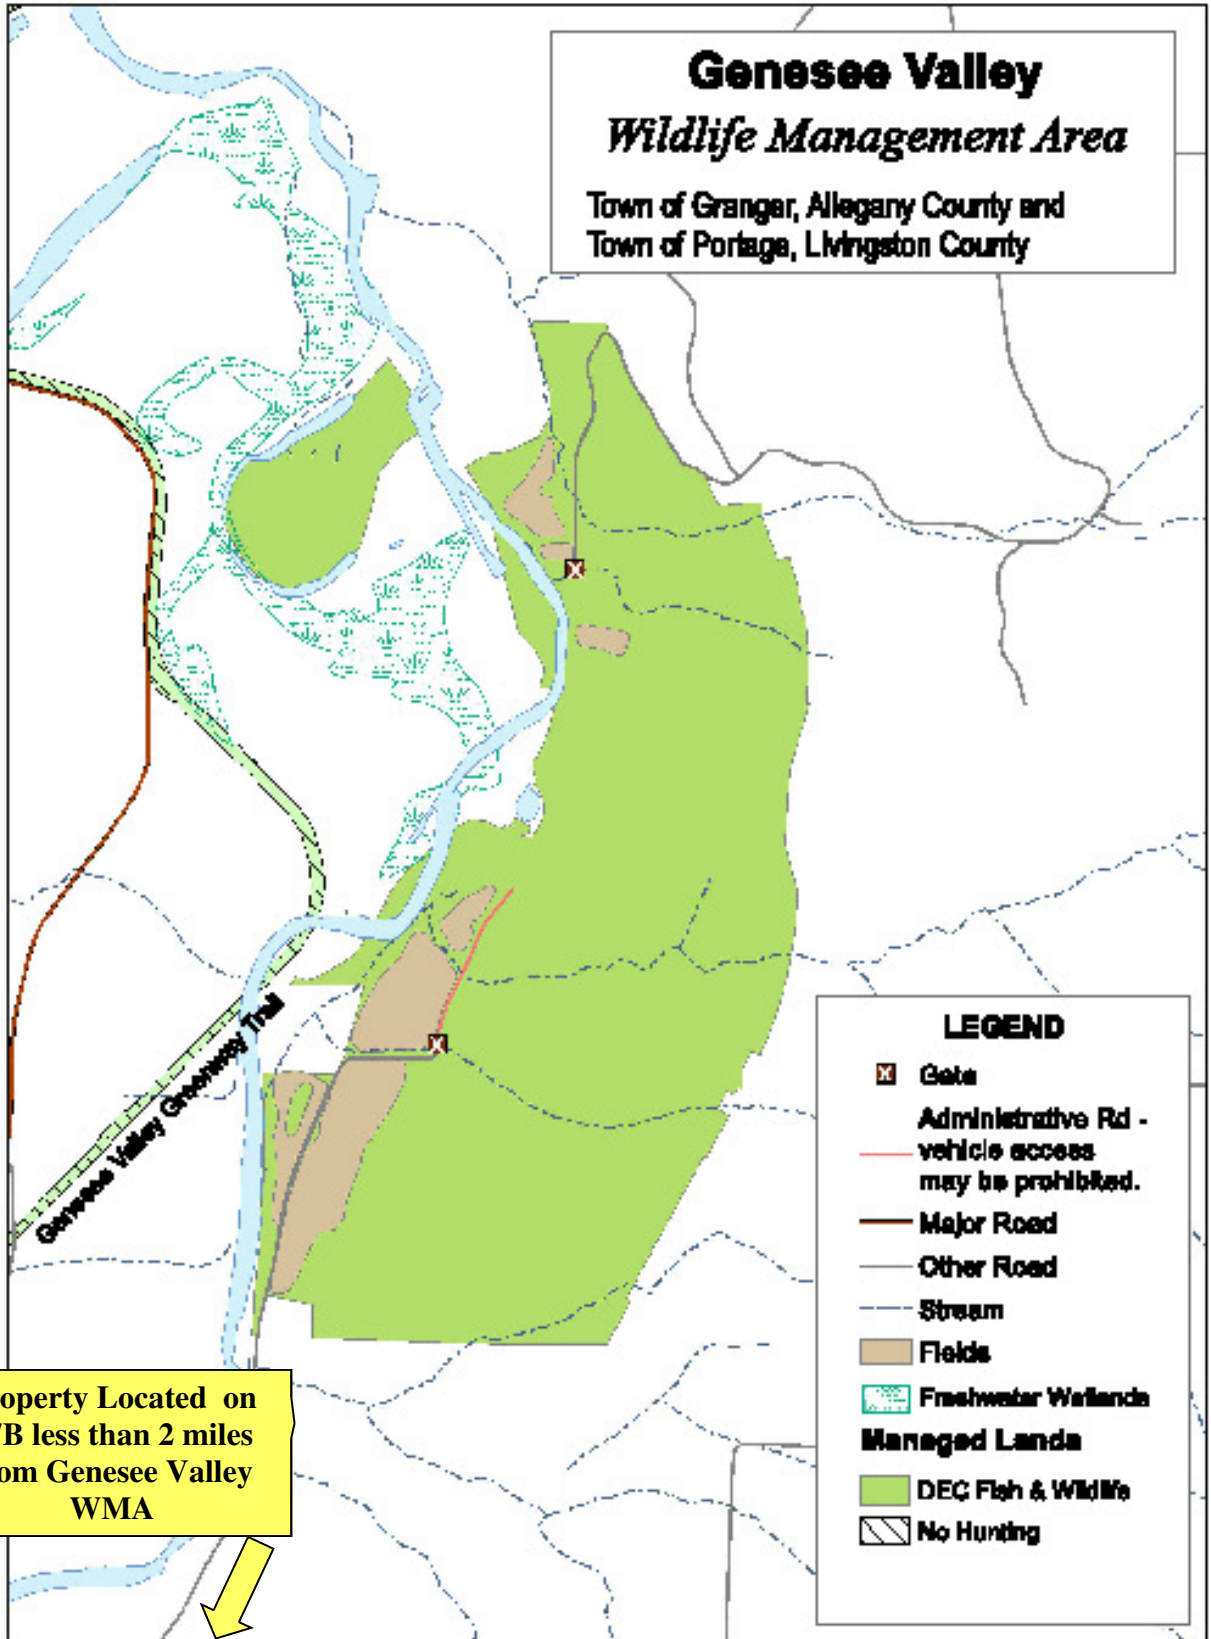 Genesee Valley
Wildlife Management Area
Town of Granger, Allegany County and
Town of Portage, Livingston County
Genesee Valley Greenway Trail
LEGEND
Gate
Administrative Rd -
vehicle access
may be prohibited.
Major Road
Other Road
Stream
Fields
Freshwater Wetlands
Managed Lands
DEC Fish & Wildlife
No Hunting
operty Located on
B less than 2 miles
om Genesee Valley
WMA